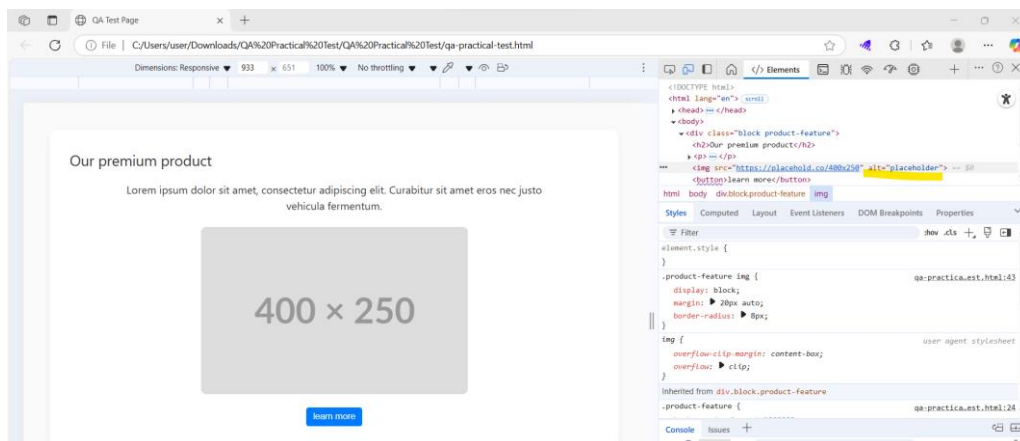 QA Test Page
File
C:/Users/user/Downloads/QA%20Practical%20Test/QA%20Practical%20Test/qa-practical-test.html
Dimensions: Responsive 933 × 651 100% No throttling
Elements
<!DOCTYPE html>
<html lang="en"> scroll
<head> ⋯ </head>
<body>
<div class="block product-feature">
<h2>Our premium product</h2>
<p> ⋯ </p>
<img src="https://placehold.co/400x250" alt="placeholder"> == $0
<button>learn more</button>
html body div.block.product-feature img
Styles Computed Layout Event Listeners DOM Breakpoints Properties
Filter :hov .cls
element.style {
}
.product-feature img { qa-practica…est.html:43
display: block;
margin: 20px auto;
border-radius: 8px;
}
img { user agent stylesheet
overflow-clip-margin: content-box;
overflow: clip;
}
Inherited from div.block.product-feature
.product-feature { qa-practica…est.html:24
Console Issues
Our premium product
Lorem ipsum dolor sit amet, consectetur adipiscing elit. Curabitur sit amet eros nec justo
vehicula fermentum.
400 × 250
learn more